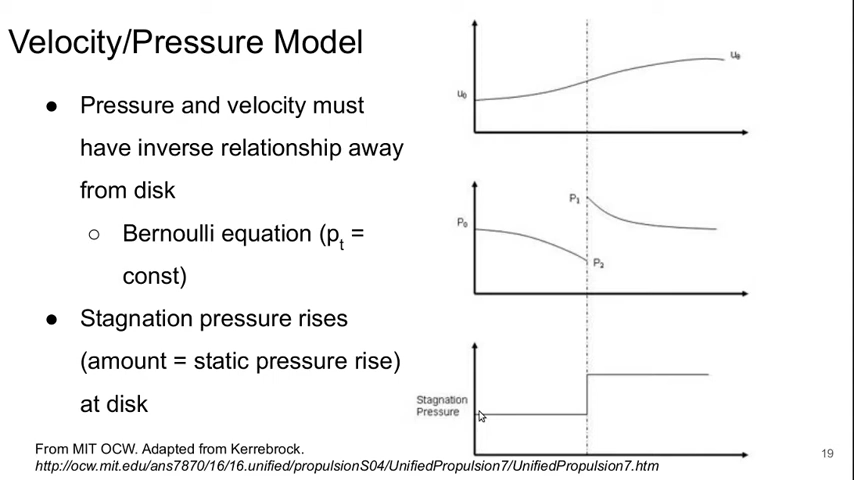 Velocity/Pressure Model
● Pressure and velocity must
have inverse relationship away
from disk
○ Bernoulli equation (pt =
const)
● Stagnation pressure rises
(amount = static pressure rise)
at disk
u0
ue
P0
P1
P2
Stagnation
Pressure
From MIT OCW. Adapted from Kerrebrock.
http://ocw.mit.edu/ans7870/16/16.unified/propulsionS04/UnifiedPropulsion7/UnifiedPropulsion7.htm
19